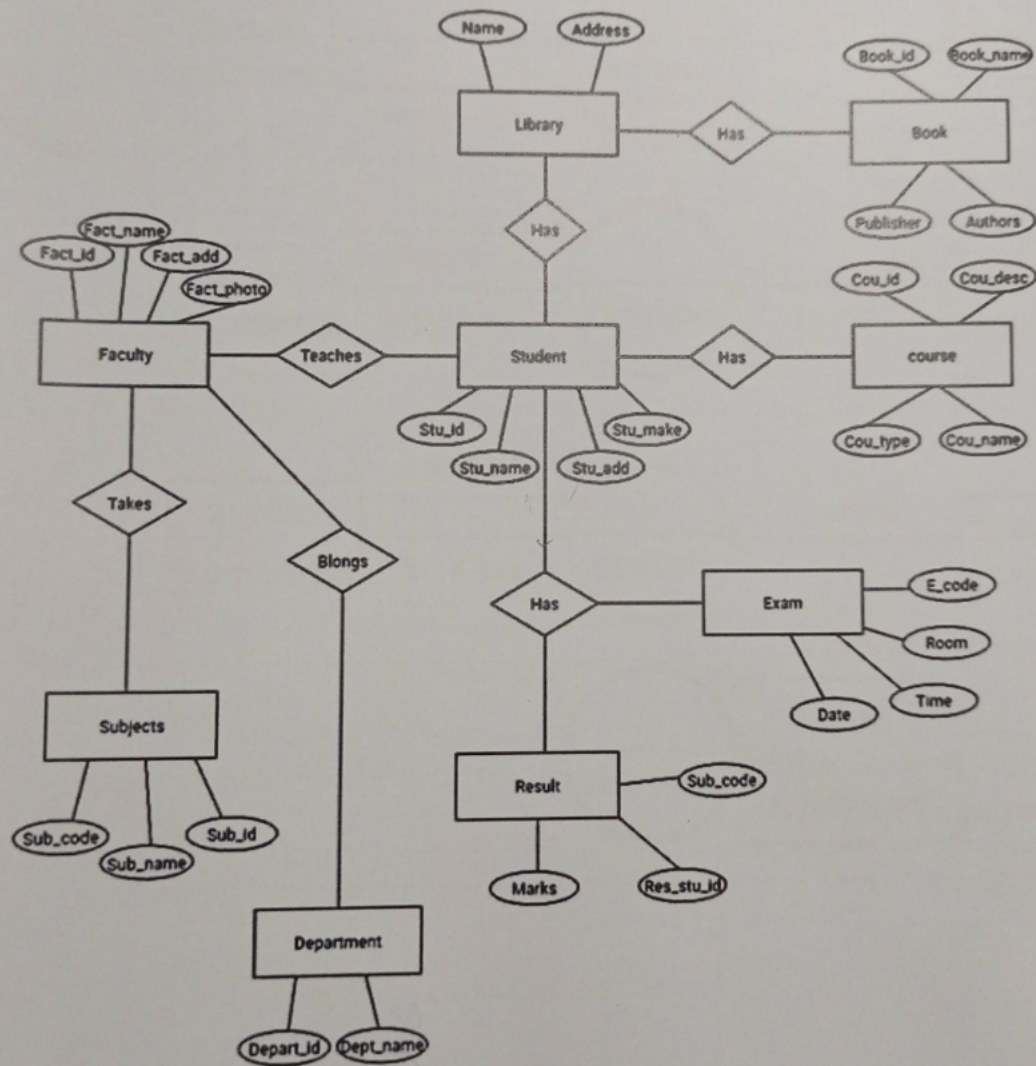 Name
Address
Book_id
Book_name
Library
Has
Book
Publisher
Authors
Has
Fact_name
Fact_id
Fact_add
Fact_photo
Cou_id
Cou_desc
Faculty
Teaches
Student
Has
course
Stu_id
Stu_make
Stu_name
Stu_add
Cou_type
Cou_name
Takes
Blongs
Has
Exam
E_code
Room
Time
Date
Subjects
Sub_code
Sub_name
Sub_id
Result
Sub_code
Marks
Res_stu_id
Department
Depart_id
Dept_name